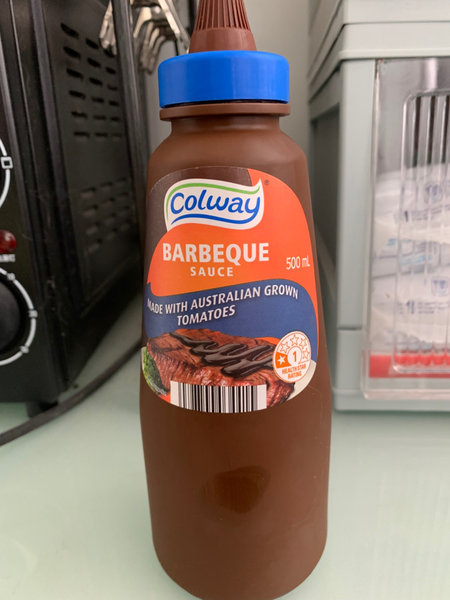 Colway
BARBEQUE
SAUCE
500 mL
MADE WITH AUSTRALIAN GROWN
TOMATOES
1
HEALTH STAR
RATING